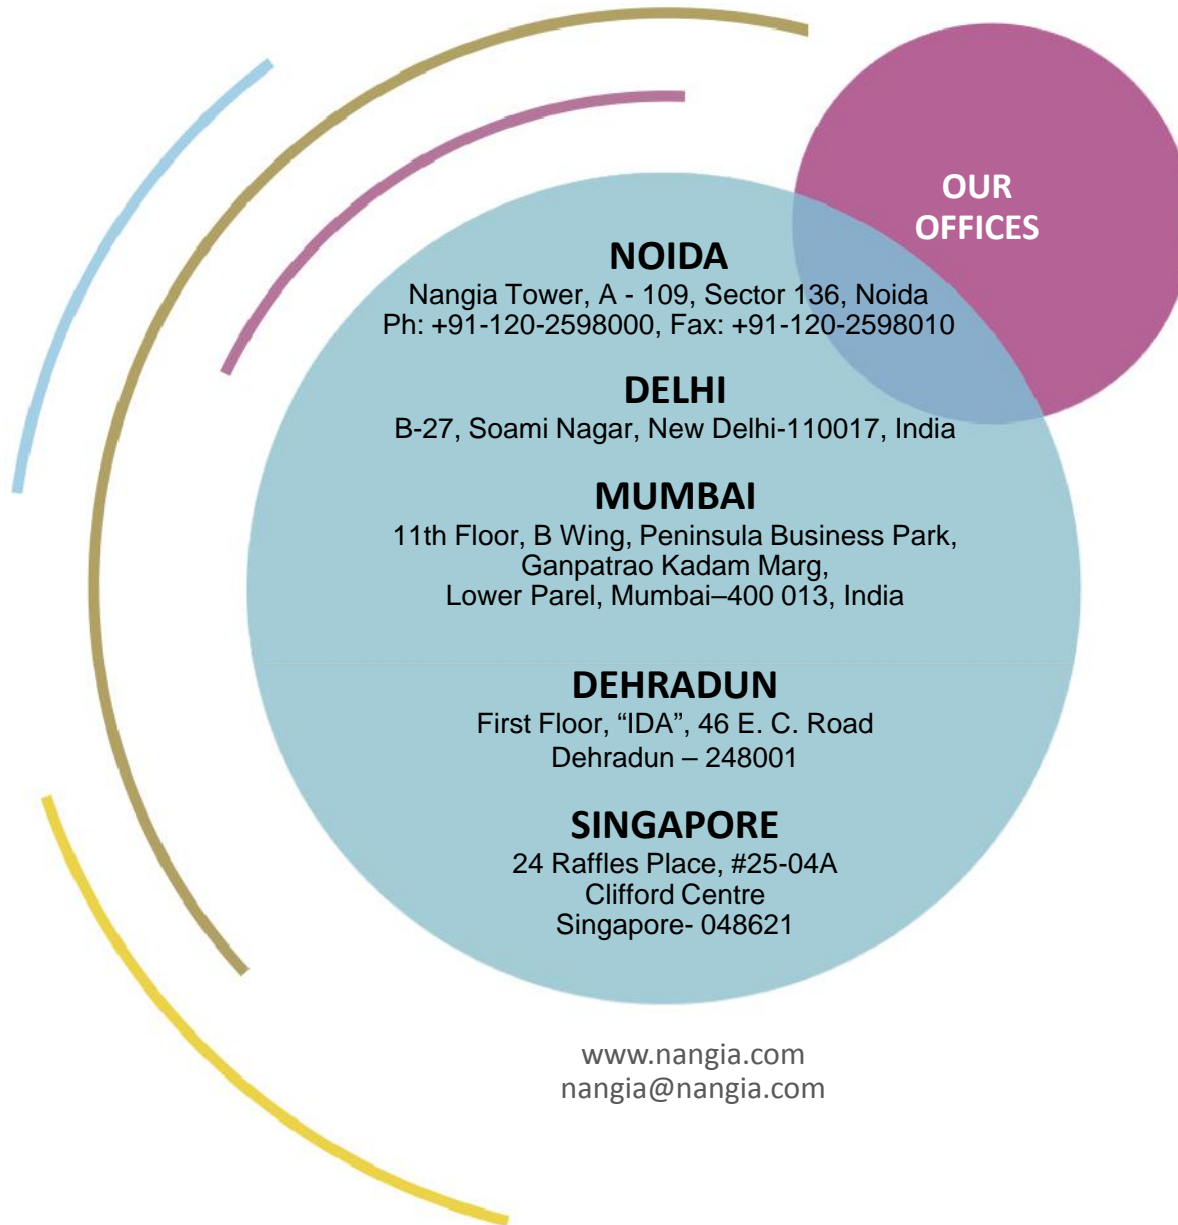 OUR
OFFICES
NOIDA
Nangia Tower, A - 109, Sector 136, Noida
Ph: +91-120-2598000, Fax: +91-120-2598010
DELHI
B-27, Soami Nagar, New Delhi-110017, India
MUMBAI
11th Floor, B Wing, Peninsula Business Park,
Ganpatrao Kadam Marg,
Lower Parel, Mumbai–400 013, India
DEHRADUN
First Floor, “IDA”, 46 E. C. Road
Dehradun – 248001
SINGAPORE
24 Raffles Place, #25-04A
Clifford Centre
Singapore- 048621
www.nangia.com
nangia@nangia.com